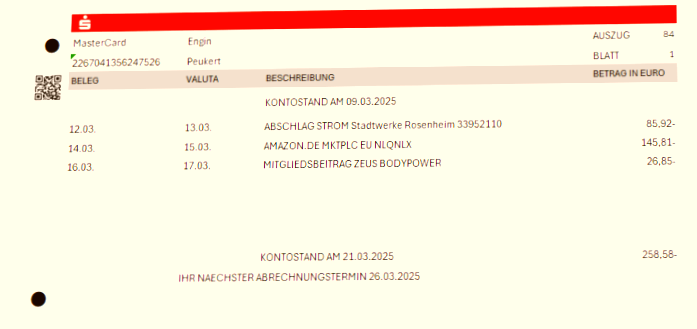 MasterCard Engin AUSZUG 84
2267041356247526 Peukert BLATT 1
BELEG VALUTA BESCHREIBUNG BETRAG IN EURO
KONTOSTAND AM 09.03.2025
12.03. 13.03. ABSCHLAG STROM Stadtwerke Rosenheim 33952110 85,92-
14.03. 15.03. AMAZON.DE MKTPLC EU NLQNLX 145,81-
16.03. 17.03. MITGLIEDSBEITRAG ZEUS BODYPOWER 26,85-
KONTOSTAND AM 21.03.2025 258,58-
IHR NAECHSTER ABRECHNUNGSTERMIN 26.03.2025